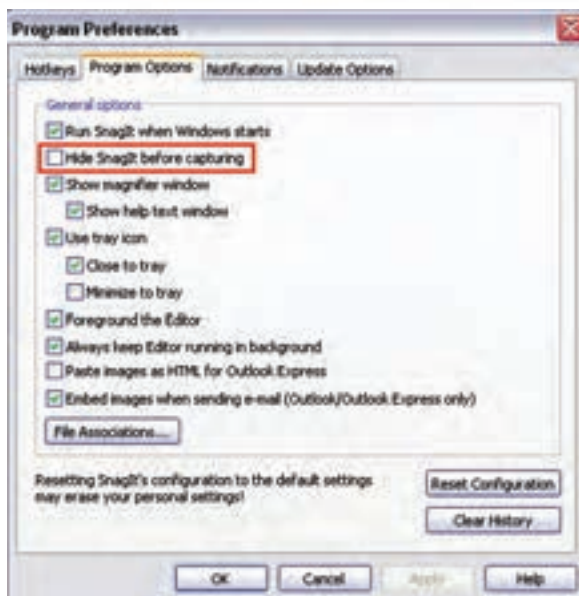 Program Preferences
Hotkeys Program Options Notifications Update Options
General options
Run SnagIt when Windows starts
Hide SnagIt before capturing
Show magnifier window
Show help text window
Use tray icon
Close to tray
Minimize to tray
Foreground the Editor
Always keep Editor running in background
Paste images as HTML for Outlook Express
Embed images when sending e-mail (Outlook/Outlook Express only)
File Associations...
Resetting SnagIt's configuration to the default settings
may erase your personal settings!
Reset Configuration
Clear History
OK Cancel Apply Help